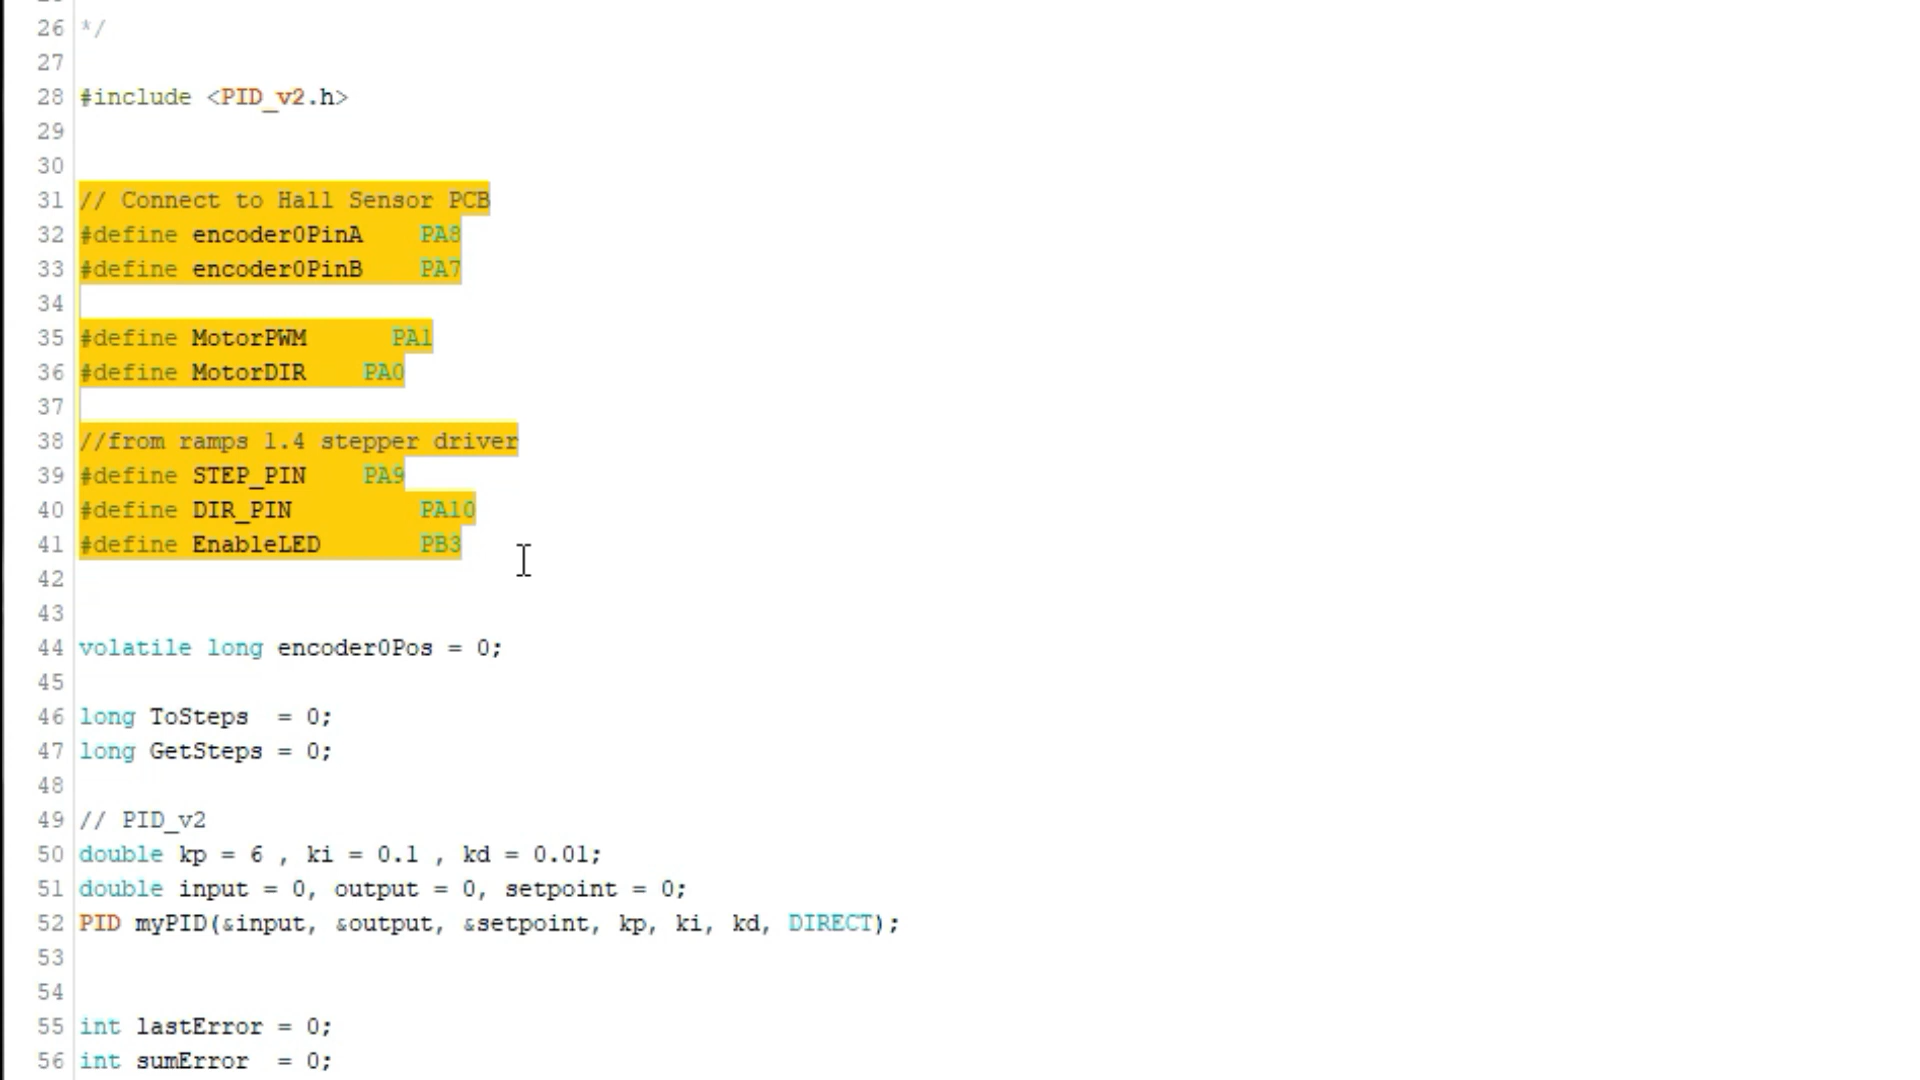 26 */
27
28 #include <PID_v2.h>
29
30
31 // Connect to Hall Sensor PCB
32 #define encoder0PinA    PA8
33 #define encoder0PinB    PA7
34
35 #define MotorPWM      PA1
36 #define MotorDIR    PA0
37
38 //from ramps 1.4 stepper driver
39 #define STEP_PIN    PA9
40 #define DIR_PIN         PA10
41 #define EnableLED       PB3
42
43
44 volatile long encoder0Pos = 0;
45
46 long ToSteps  = 0;
47 long GetSteps = 0;
48
49 // PID_v2
50 double kp = 6 , ki = 0.1 , kd = 0.01;
51 double input = 0, output = 0, setpoint = 0;
52 PID myPID(&input, &output, &setpoint, kp, ki, kd, DIRECT);
53
54
55 int lastError = 0;
56 int sumError  = 0;